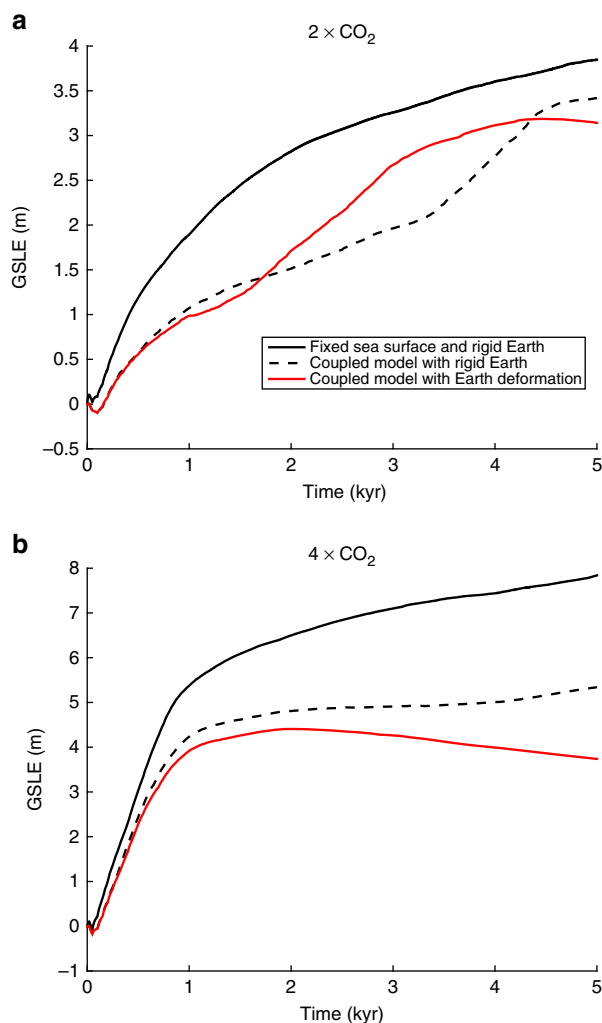 a
2 × CO2
4
3.5
3
2.5
2
1.5
1
0.5
0
−0.5
GSLE (m)
Fixed sea surface and rigid Earth
Coupled model with rigid Earth
Coupled model with Earth deformation
0 1 2 3 4 5
Time (kyr)
b
4 × CO2
8
7
6
5
4
3
2
1
0
−1
GSLE (m)
0 1 2 3 4 5
Time (kyr)